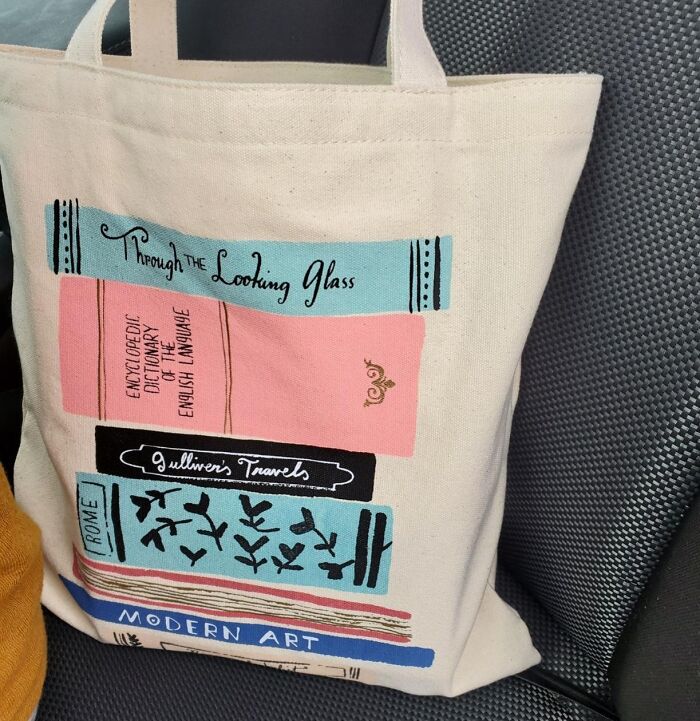 Through THE Looking Glass
ENCYCLOPEDIC
DICTIONARY
OF THE
ENGLISH LANGUAGE
Gulliver's Travels
ROME
MODERN ART